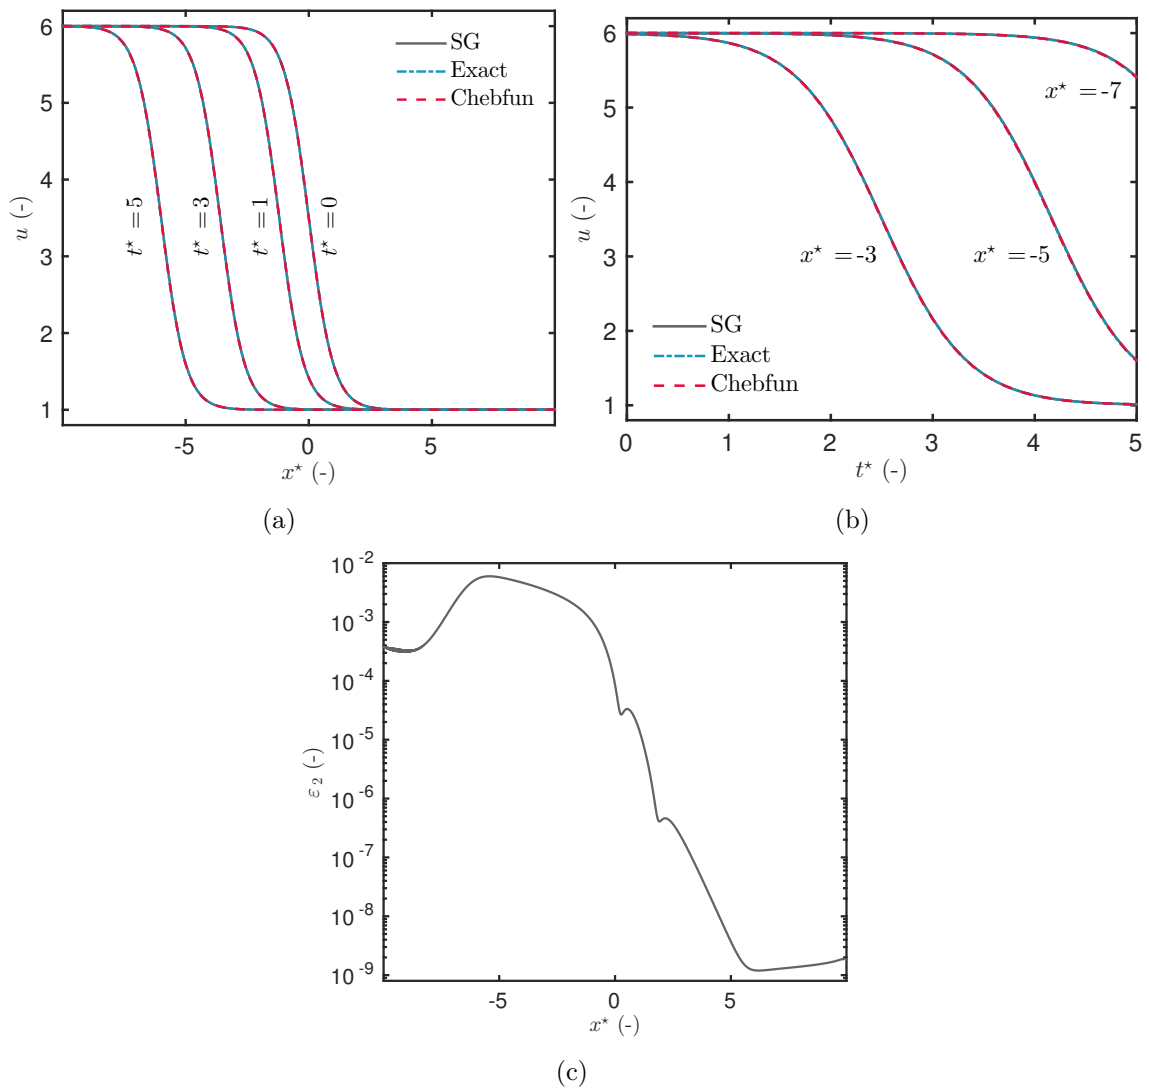 6
5
4
3
2
1
u (-)
-5
0
5
x⋆ (-)
SG
Exact
Chebfun
t⋆ = 5
t⋆ = 3
t⋆ = 1
t⋆ = 0
(a)
6
5
4
3
2
1
u (-)
0
1
2
3
4
5
t⋆ (-)
x⋆ = -7
x⋆ = -3
x⋆ = -5
SG
Exact
Chebfun
(b)
10^-2
10^-3
10^-4
10^-5
10^-6
10^-7
10^-8
10^-9
ε₂ (-)
-5
0
5
x⋆ (-)
(c)